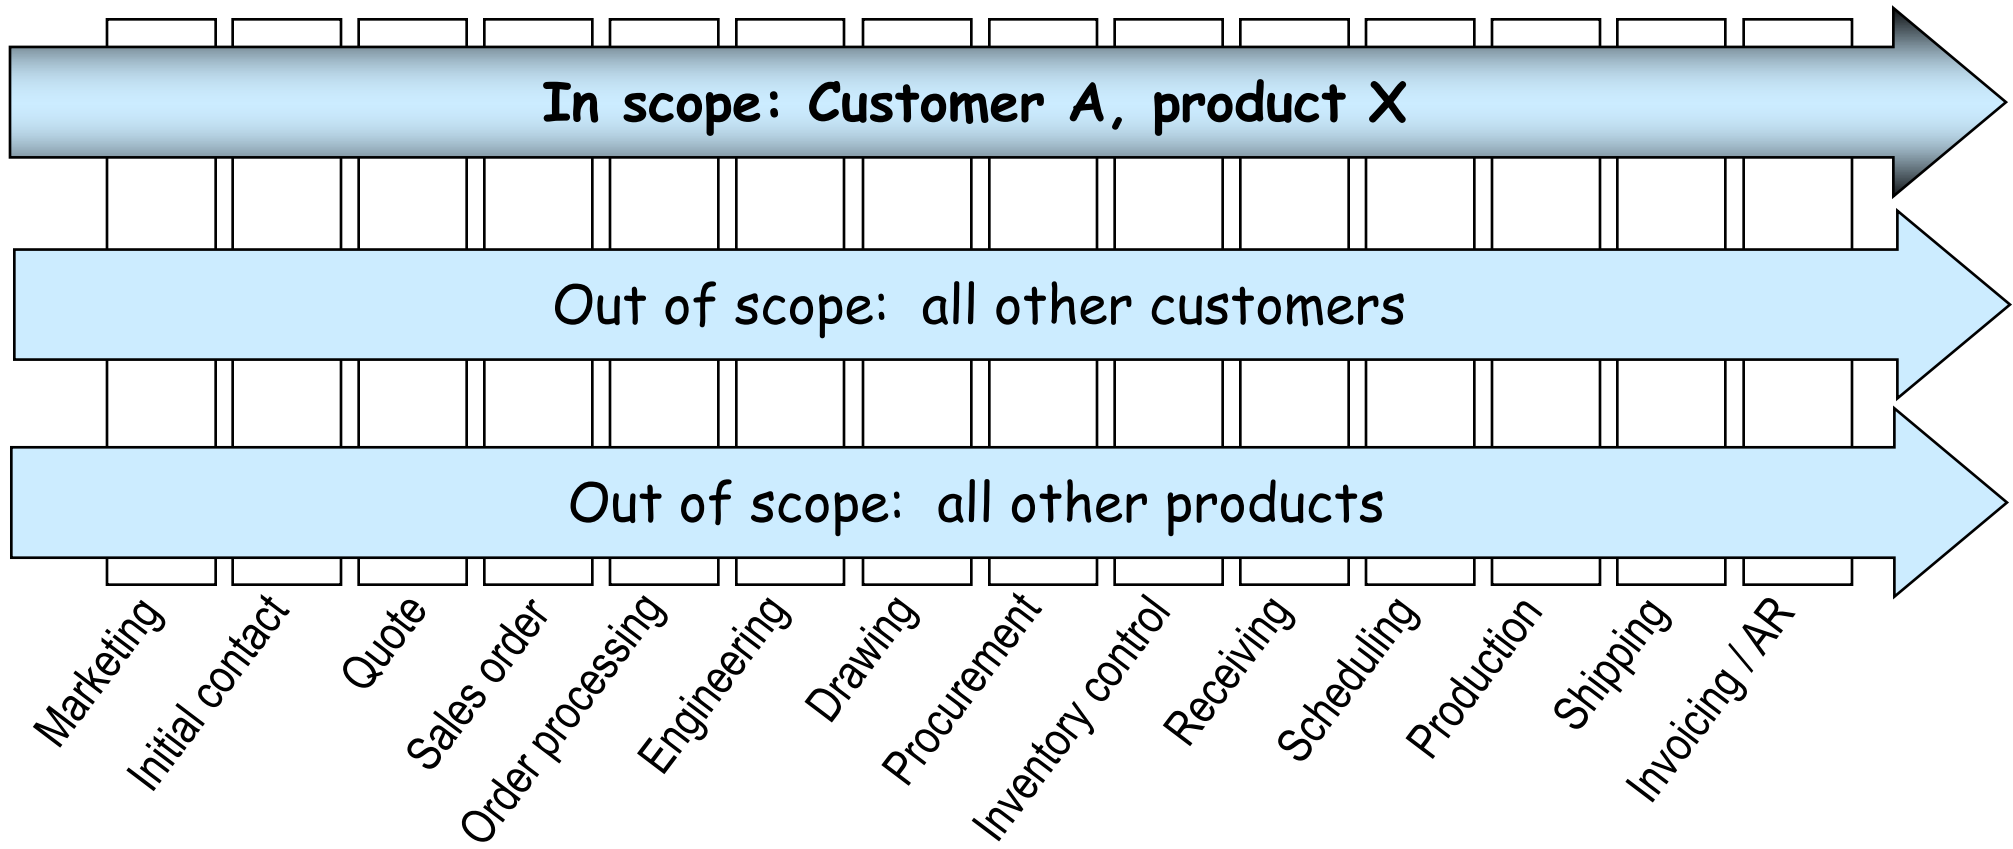 In scope: Customer A, product X
Out of scope: all other customers
Out of scope: all other products
Marketing
Initial contact
Quote
Sales order
Order processing
Engineering
Drawing
Procurement
Inventory control
Receiving
Scheduling
Production
Shipping
Invoicing / AR